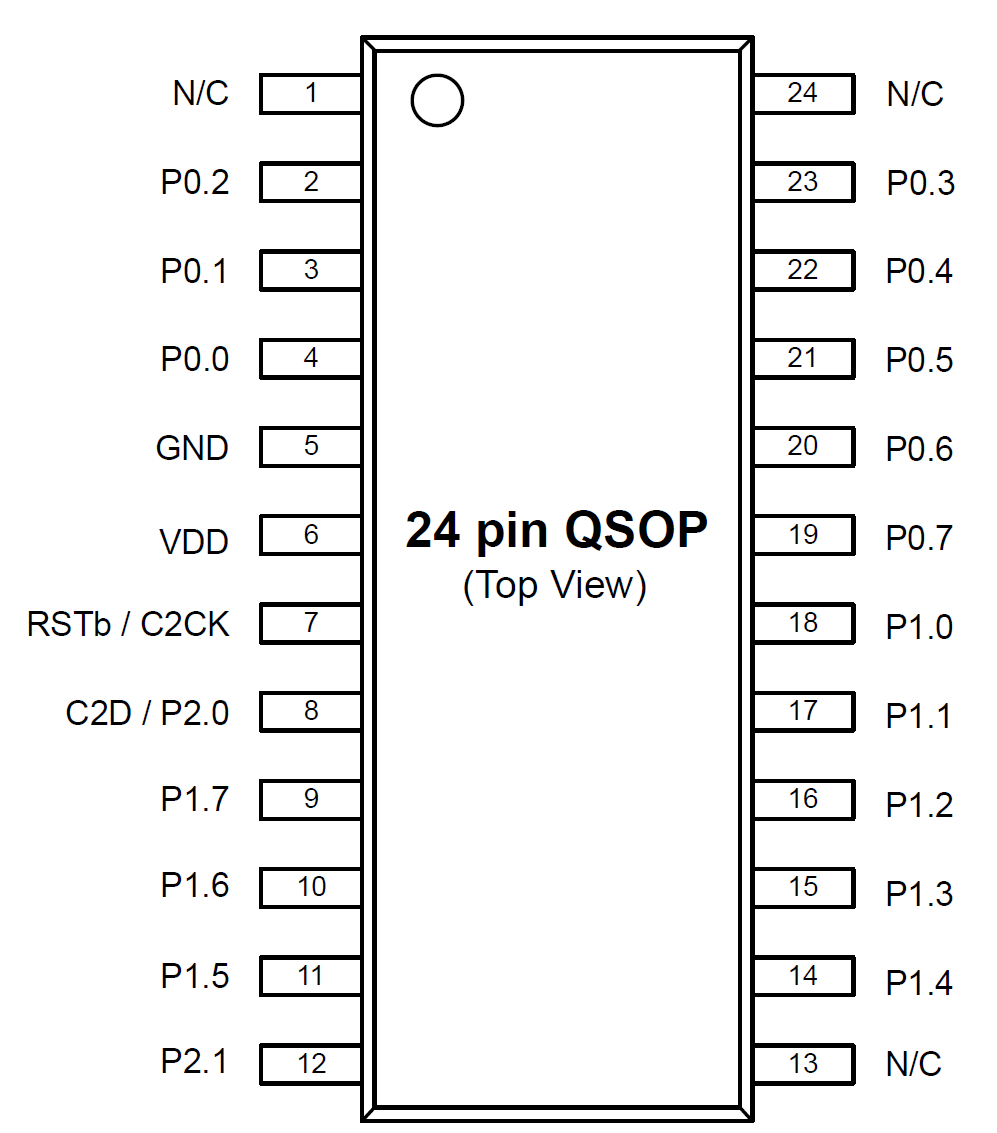 N/C 1 24 N/C
P0.2 2 23 P0.3
P0.1 3 22 P0.4
P0.0 4 21 P0.5
GND 5 20 P0.6
24 pin QSOP
VDD 6 19 P0.7
(Top View)
RSTb / C2CK 7 18 P1.0
C2D / P2.0 8 17 P1.1
P1.7 9 16 P1.2
P1.6 10 15 P1.3
P1.5 11 14 P1.4
P2.1 12 13 N/C